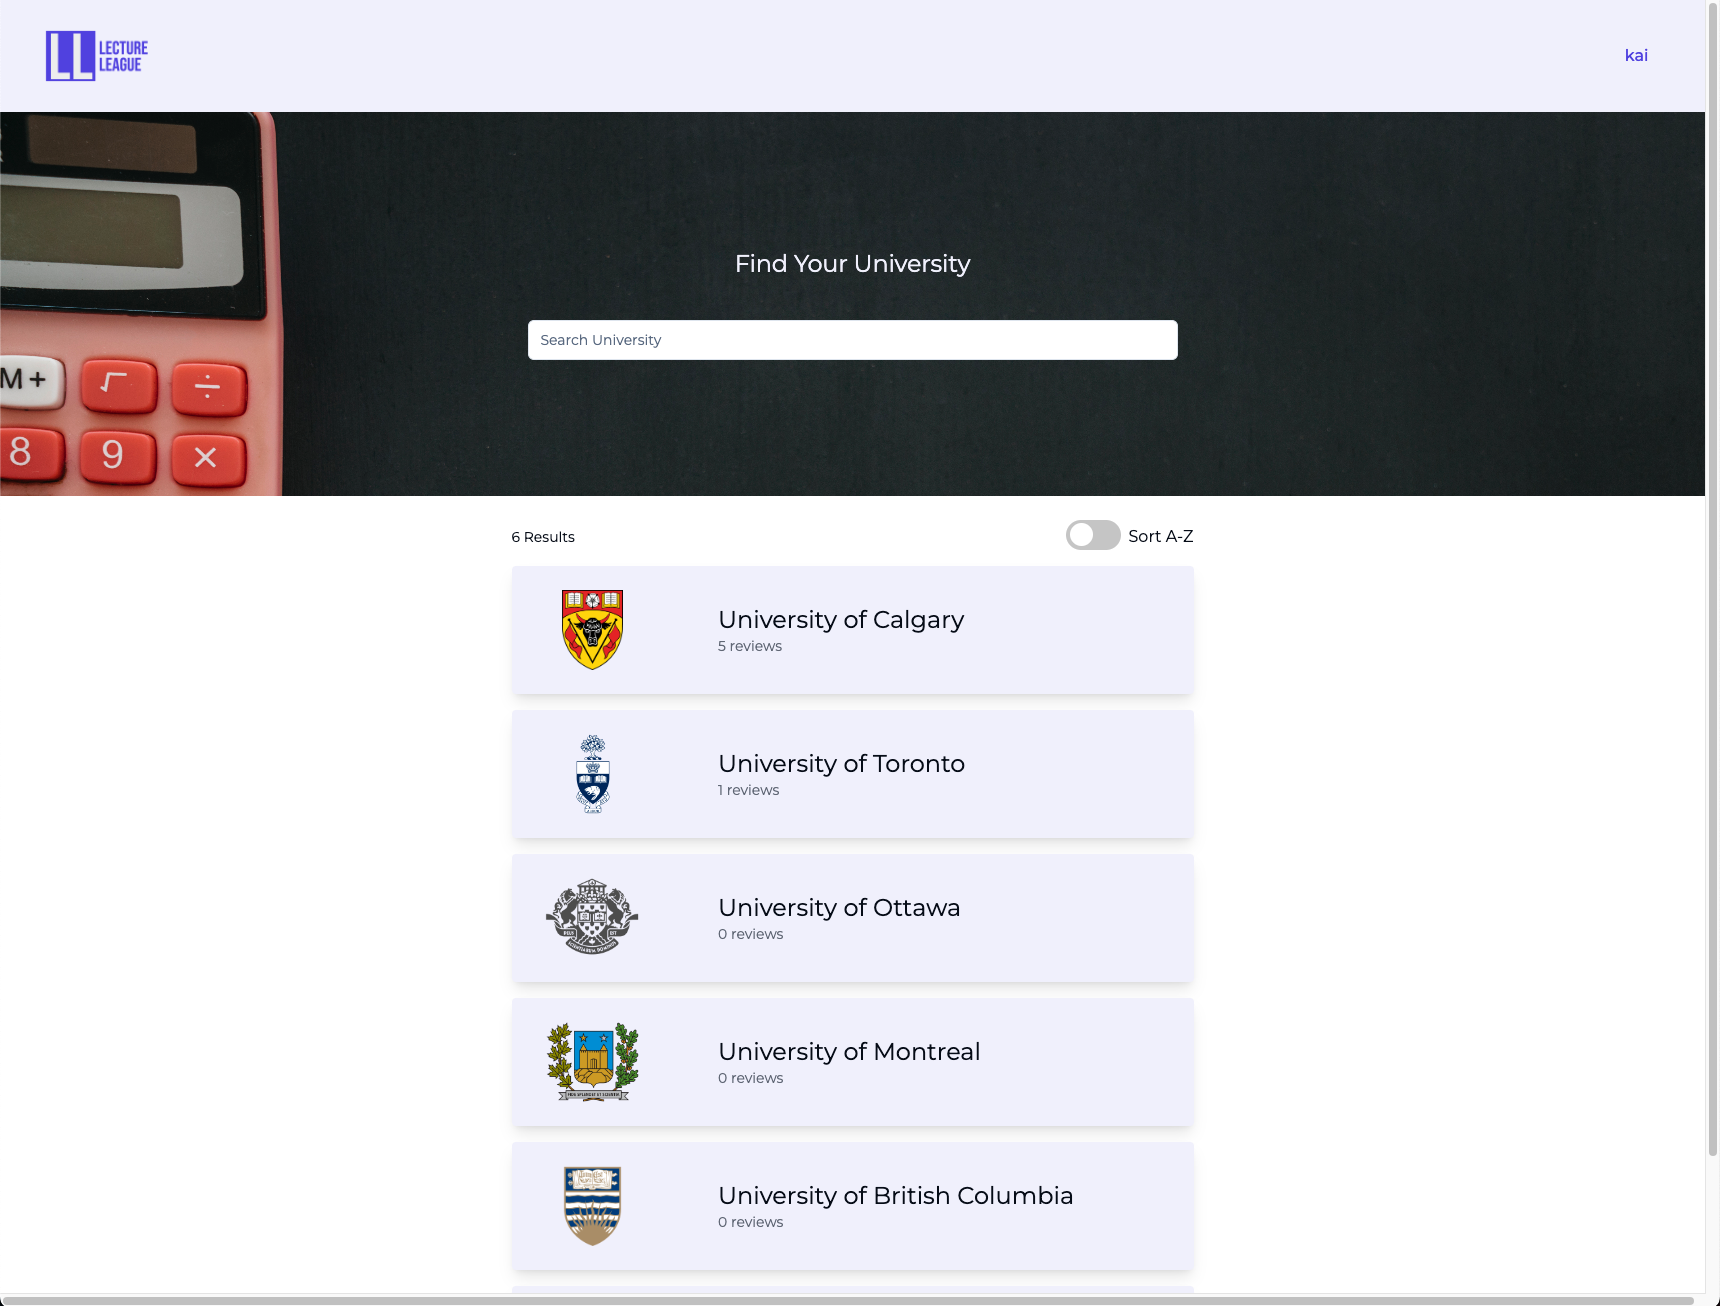 LECTURE
LEAGUE
kai
Find Your University
Search University
M+
√
÷
8
9
×
6 Results
Sort A-Z
University of Calgary
5 reviews
University of Toronto
1 reviews
University of Ottawa
0 reviews
University of Montreal
0 reviews
University of British Columbia
0 reviews